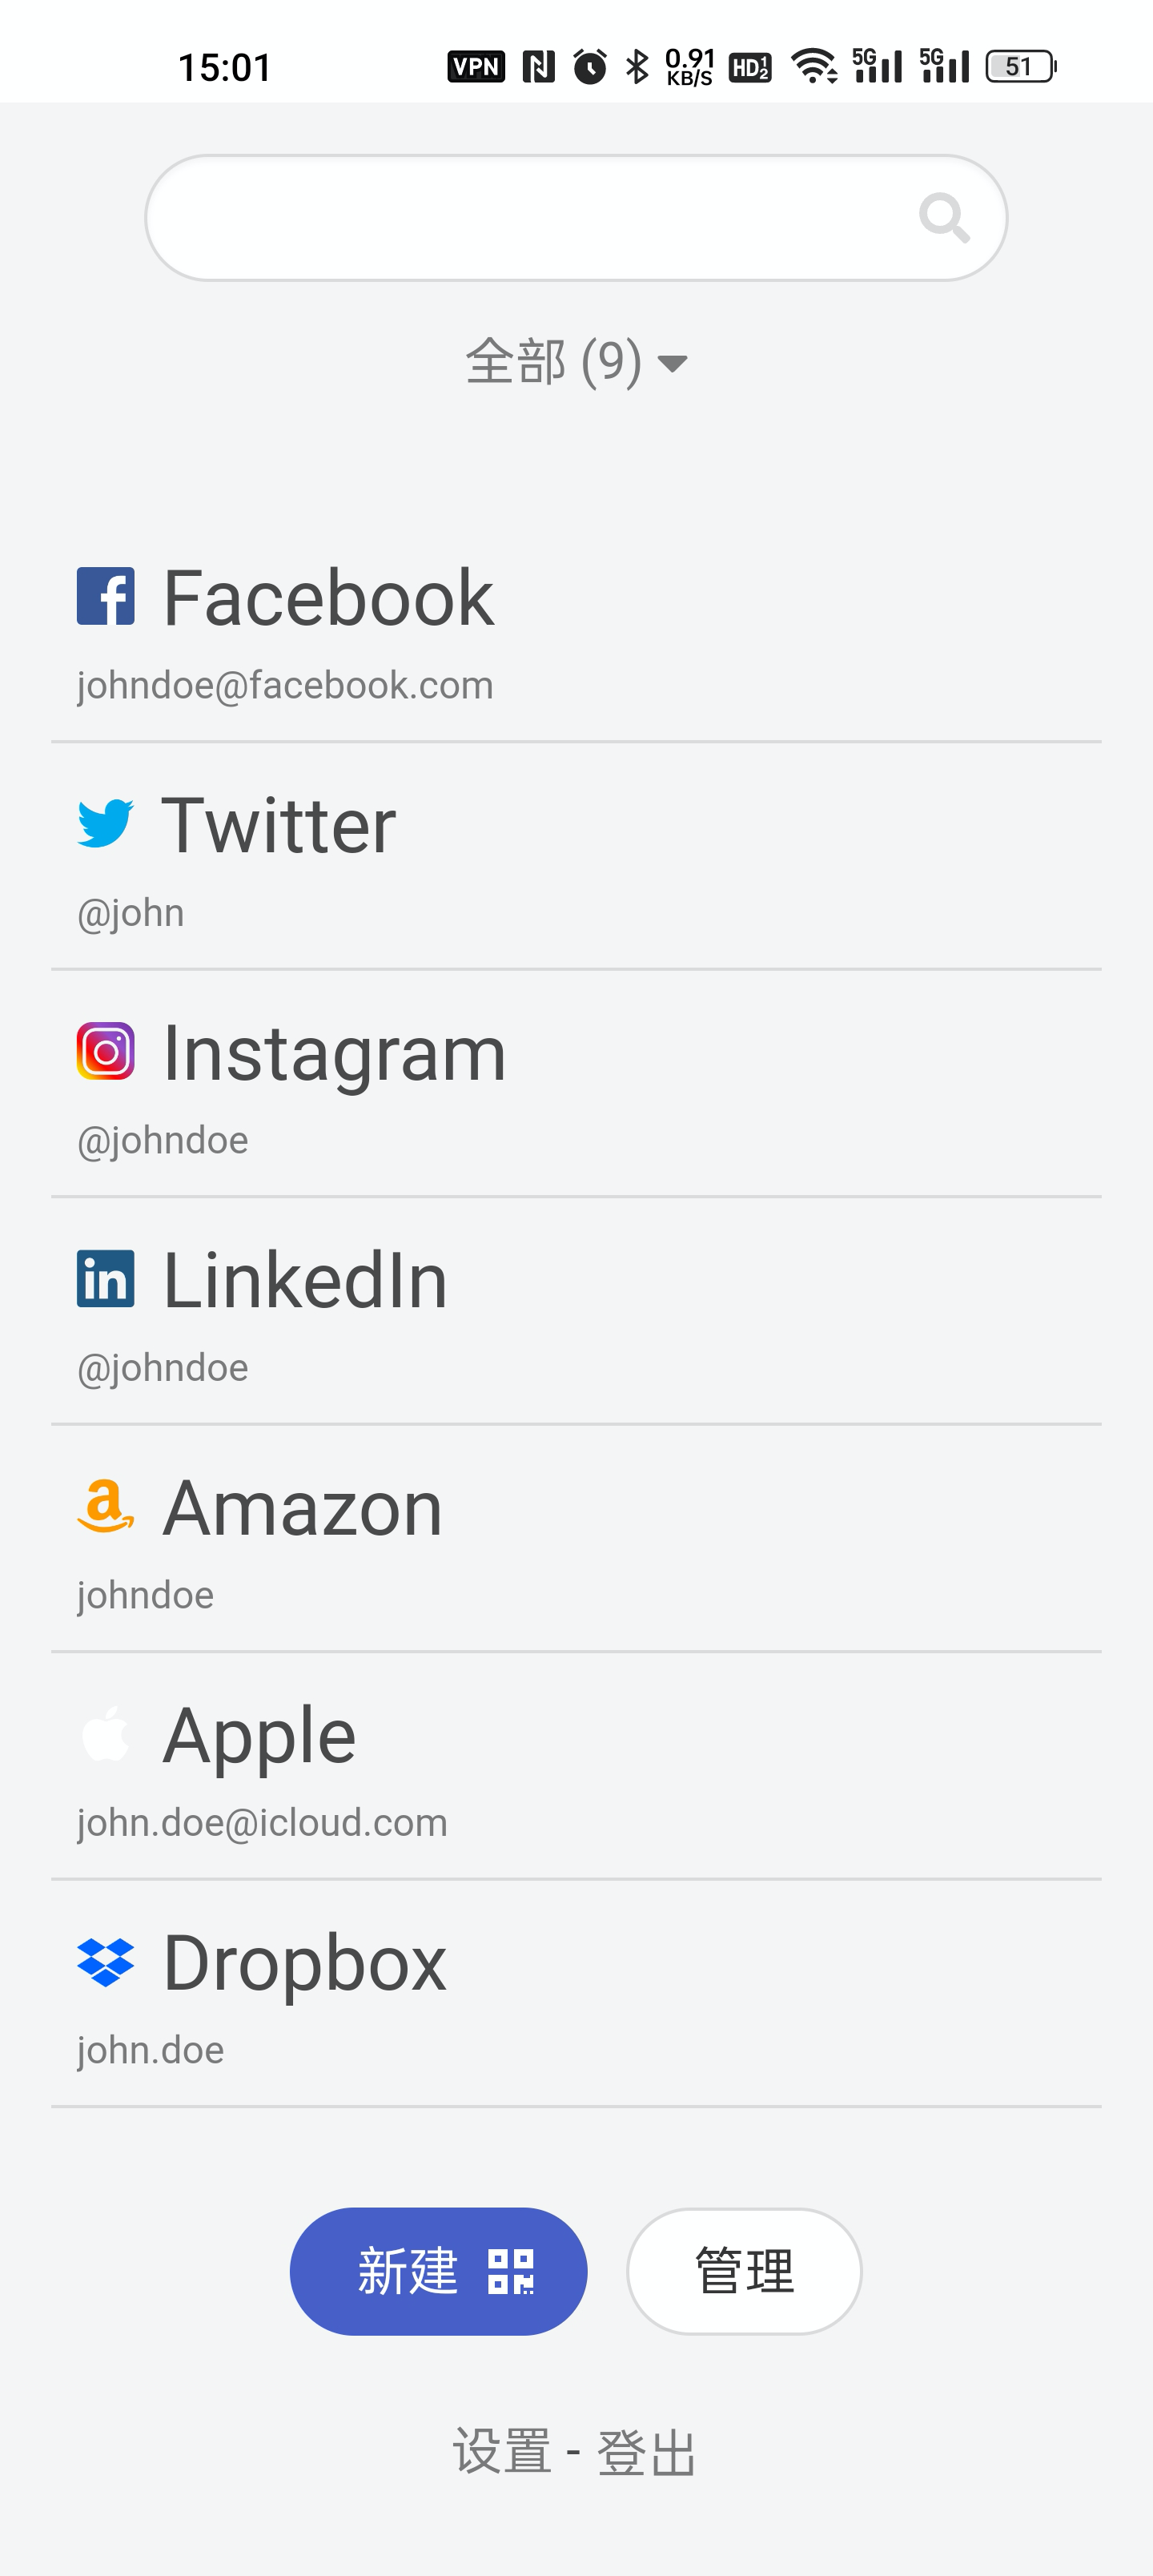 15:01 VPN 0.91 KB/S HD 1 2 5G 5G 51
全部 (9)
Facebook
johndoe@facebook.com
Twitter
@john
Instagram
@johndoe
LinkedIn
@johndoe
Amazon
johndoe
Apple
john.doe@icloud.com
Dropbox
john.doe
新建 管理
设置 - 登出